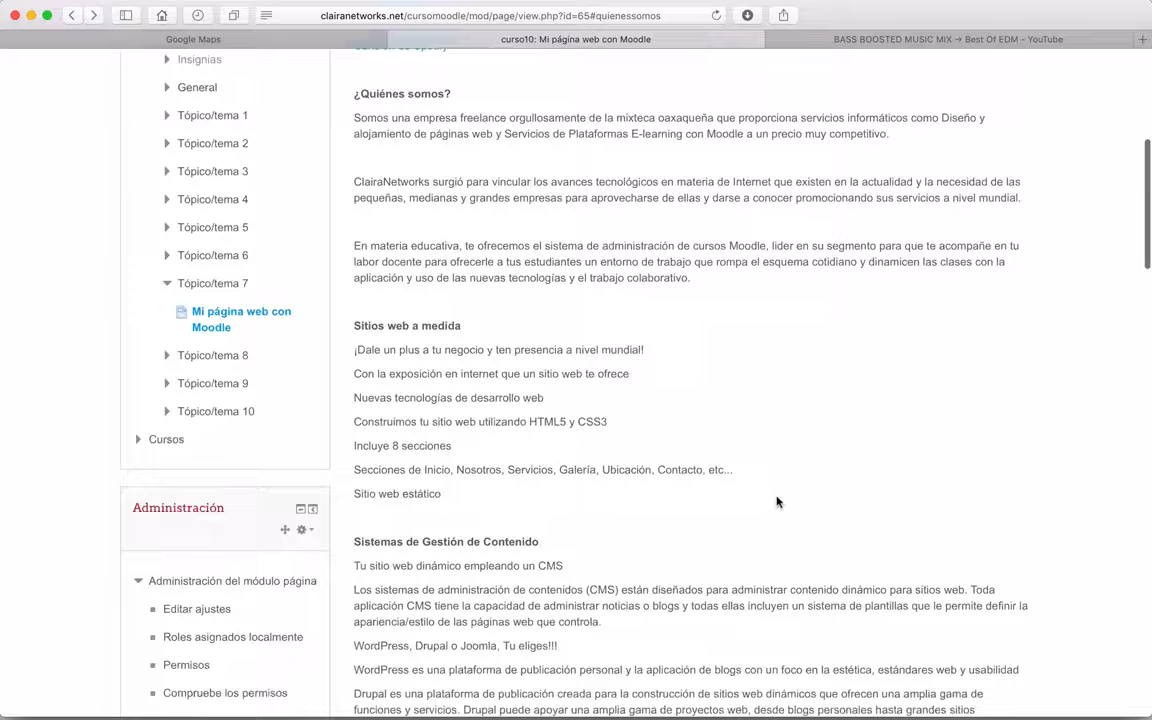 clairanetworks.net/cursomoodle/mod/page/view.php?id=65#quienessomos
Google Maps
curso10: Mi página web con Moodle
BASS BOOSTED MUSIC MIX → Best Of EDM – YouTube
Insignias
General
Tópico/tema 1
Tópico/tema 2
Tópico/tema 3
Tópico/tema 4
Tópico/tema 5
Tópico/tema 6
Tópico 7
Mi página web con
Moodle
Tópico/tema 8
Tópico/tema 9
Tópico/tema 10
Cursos
Administración
Administración del módulo página
Editar ajustes
Roles asignados localmente
Permisos
Compruebe los permisos
¿Quiénes somos?
Somos una empresa freelance orgullosamente de la mixteca oaxaqueña que proporciona servicios informáticos como Diseño y
alojamiento de páginas web y Servicios de Plataformas E-learning con Moodle a un precio muy competitivo.
ClairaNetworks surgió para vincular los avances tecnológicos en materia de Internet que existen en la actualidad y la necesidad de las
pequeñas, medianas y grandes empresas para aprovecharse de ellas y darse a conocer promocionando sus servicios a nivel mundial.
En materia educativa, te ofrecemos el sistema de administración de cursos Moodle, lider en su segmento para que te acompañe en tu
labor docente para ofrecerle a tus estudiantes un entorno de trabajo que rompa el esquema cotidiano y dinamicen las clases con la
aplicación y uso de las nuevas tecnologías y el trabajo colaborativo.
Sitios web a medida
¡Dale un plus a tu negocio y ten presencia a nivel mundial!
Con la exposición en internet que un sitio web te ofrece
Nuevas tecnologías de desarrollo web
Construimos tu sitio web utilizando HTML5 y CSS3
Incluye 8 secciones
Secciones de Inicio, Nosotros, Servicios, Galería, Ubicación, Contacto, etc...
Sitio web estático
Sistemas de Gestión de Contenido
Tu sitio web dinámico empleando un CMS
Los sistemas de administración de contenidos (CMS) están diseñados para administrar contenido dinámico para sitios web. Toda
aplicación CMS tiene la capacidad de administrar noticias o blogs y todas ellas incluyen un sistema de plantillas que le permite definir la
apariencia/estilo de las páginas web que controla.
WordPress, Drupal o Joomla, Tu eliges!!!
WordPress es una plataforma de publicación personal y la aplicación de blogs con un foco en la estética, estándares web y usabilidad
Drupal es una plataforma de publicación creada para la construcción de sitios web dinámicos que ofrecen una amplia gama de
funciones y servicios. Drupal puede apoyar una amplia gama de proyectos web, desde blogs personales hasta grandes sitios